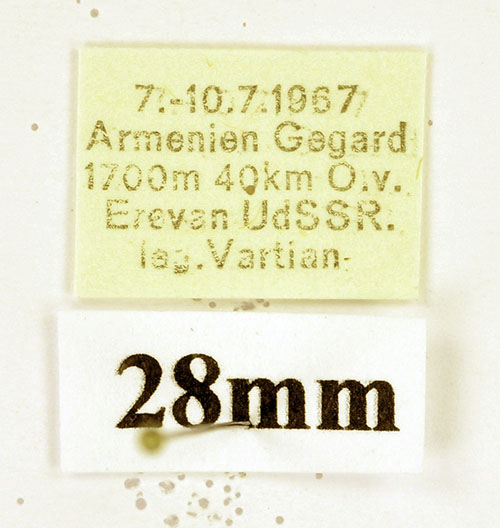 7.-10.7.1967
Armenien Gegard
1700m 40km O.v.
Erevan UdSSR.
leg.Vartian
28mm